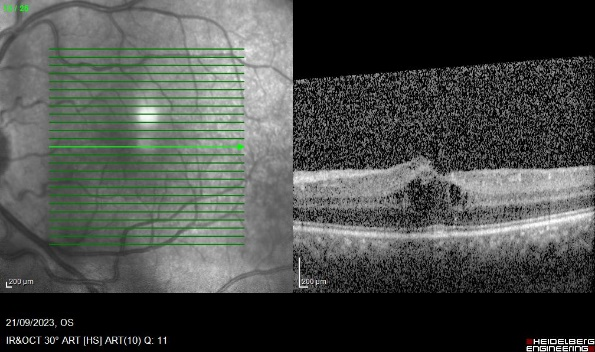 200 µm
200 µm
21/09/2023, OS
IR&OCT 30° ART [HS] ART(10) Q: 11
HEIDELBERG
ENGINEERING